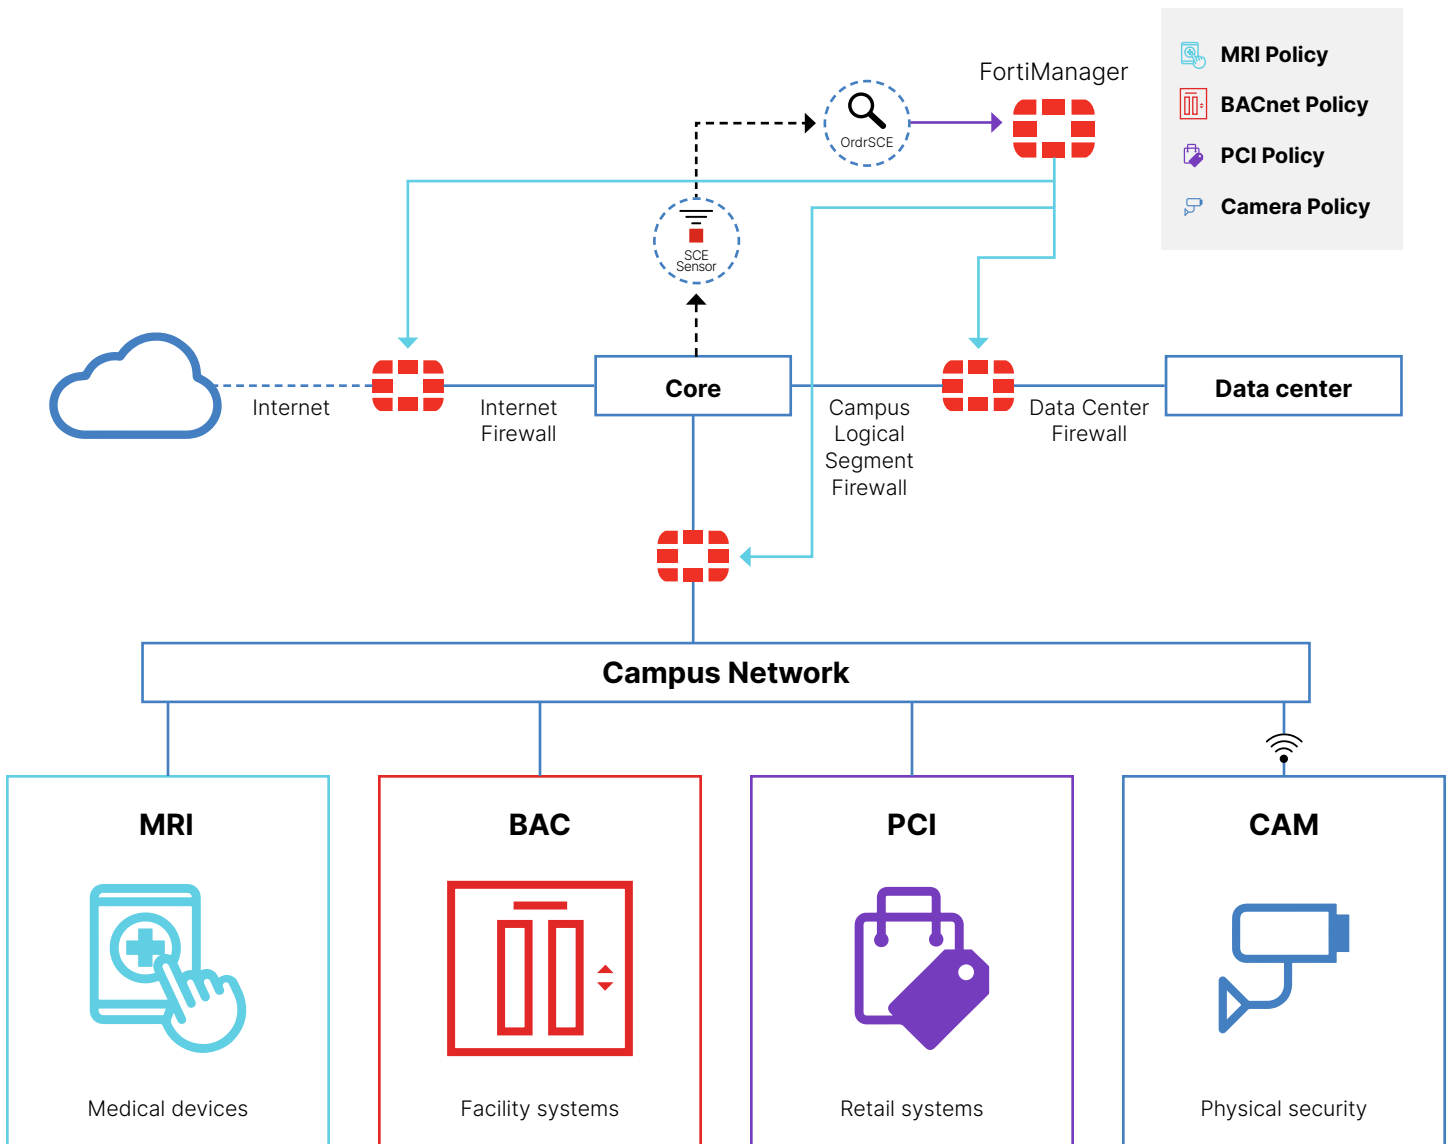 FortiManager
MRI Policy
BACnet Policy
PCI Policy
Camera Policy
OrdrSCE
SCE
Sensor
Internet
Internet
Firewall
Core
Campus
Logical
Segment
Firewall
Data Center
Firewall
Data center
Campus Network
MRI
BAC
PCI
CAM
Medical devices
Facility systems
Retail systems
Physical security